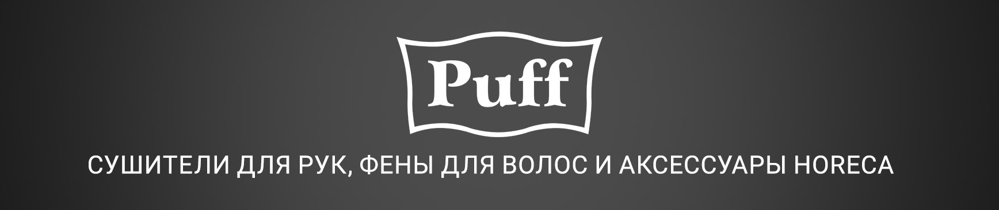 Puff
СУШИТЕЛИ ДЛЯ РУК, ФЕНЫ ДЛЯ ВОЛОС И АКСЕССУАРЫ HORECA